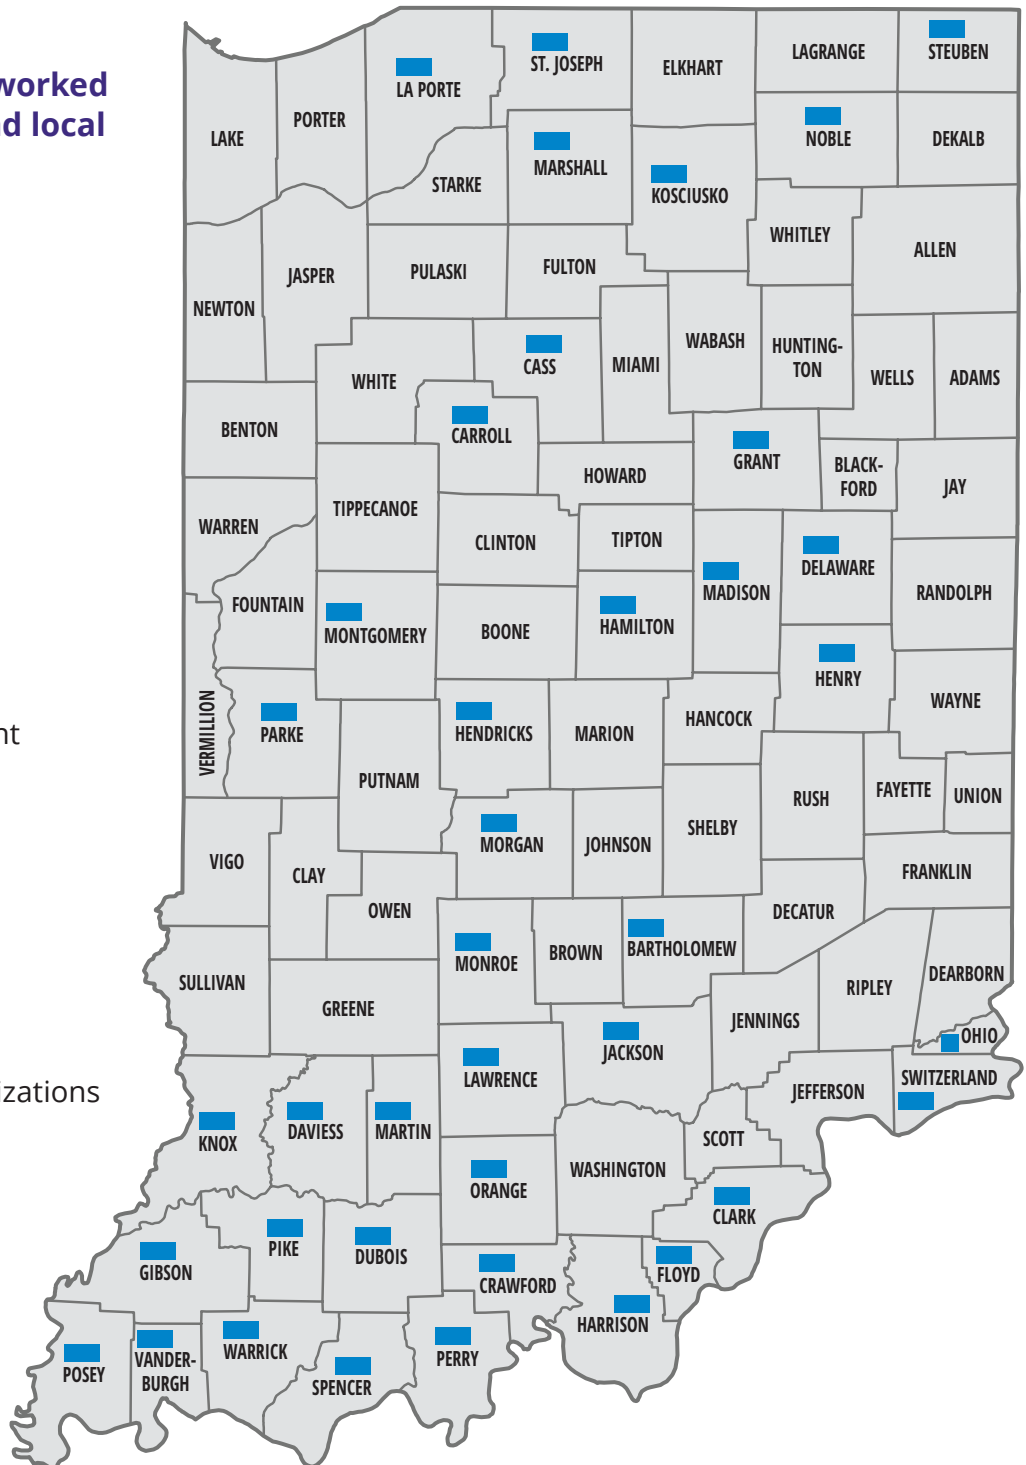 worked
d local
nt
izations
LA PORTE
ST. JOSEPH
ELKHART
LAGRANGE
STEUBEN
LAKE
PORTER
STARKE
MARSHALL
KOSCIUSKO
NOBLE
DEKALB
NEWTON
JASPER
PULASKI
FULTON
WHITLEY
ALLEN
WHITE
CASS
MIAMI
WABASH
HUNTING-
TON
WELLS
ADAMS
BENTON
CARROLL
HOWARD
GRANT
BLACK-
FORD
JAY
WARREN
TIPPECANOE
CLINTON
TIPTON
MADISON
DELAWARE
RANDOLPH
FOUNTAIN
MONTGOMERY
BOONE
HAMILTON
HENRY
WAYNE
VERMILLION
PARKE
PUTNAM
HENDRICKS
MARION
HANCOCK
RUSH
FAYETTE
UNION
VIGO
CLAY
OWEN
MORGAN
JOHNSON
SHELBY
DECATUR
FRANKLIN
SULLIVAN
GREENE
MONROE
BROWN
BARTHOLOMEW
JENNINGS
RIPLEY
DEARBORN
OHIO
KNOX
DAVIESS
MARTIN
LAWRENCE
JACKSON
SCOTT
JEFFERSON
SWITZERLAND
GIBSON
PIKE
DUBOIS
ORANGE
WASHINGTON
CLARK
CRAWFORD
FLOYD
HARRISON
POSEY
VANDER-
BURGH
WARRICK
SPENCER
PERRY